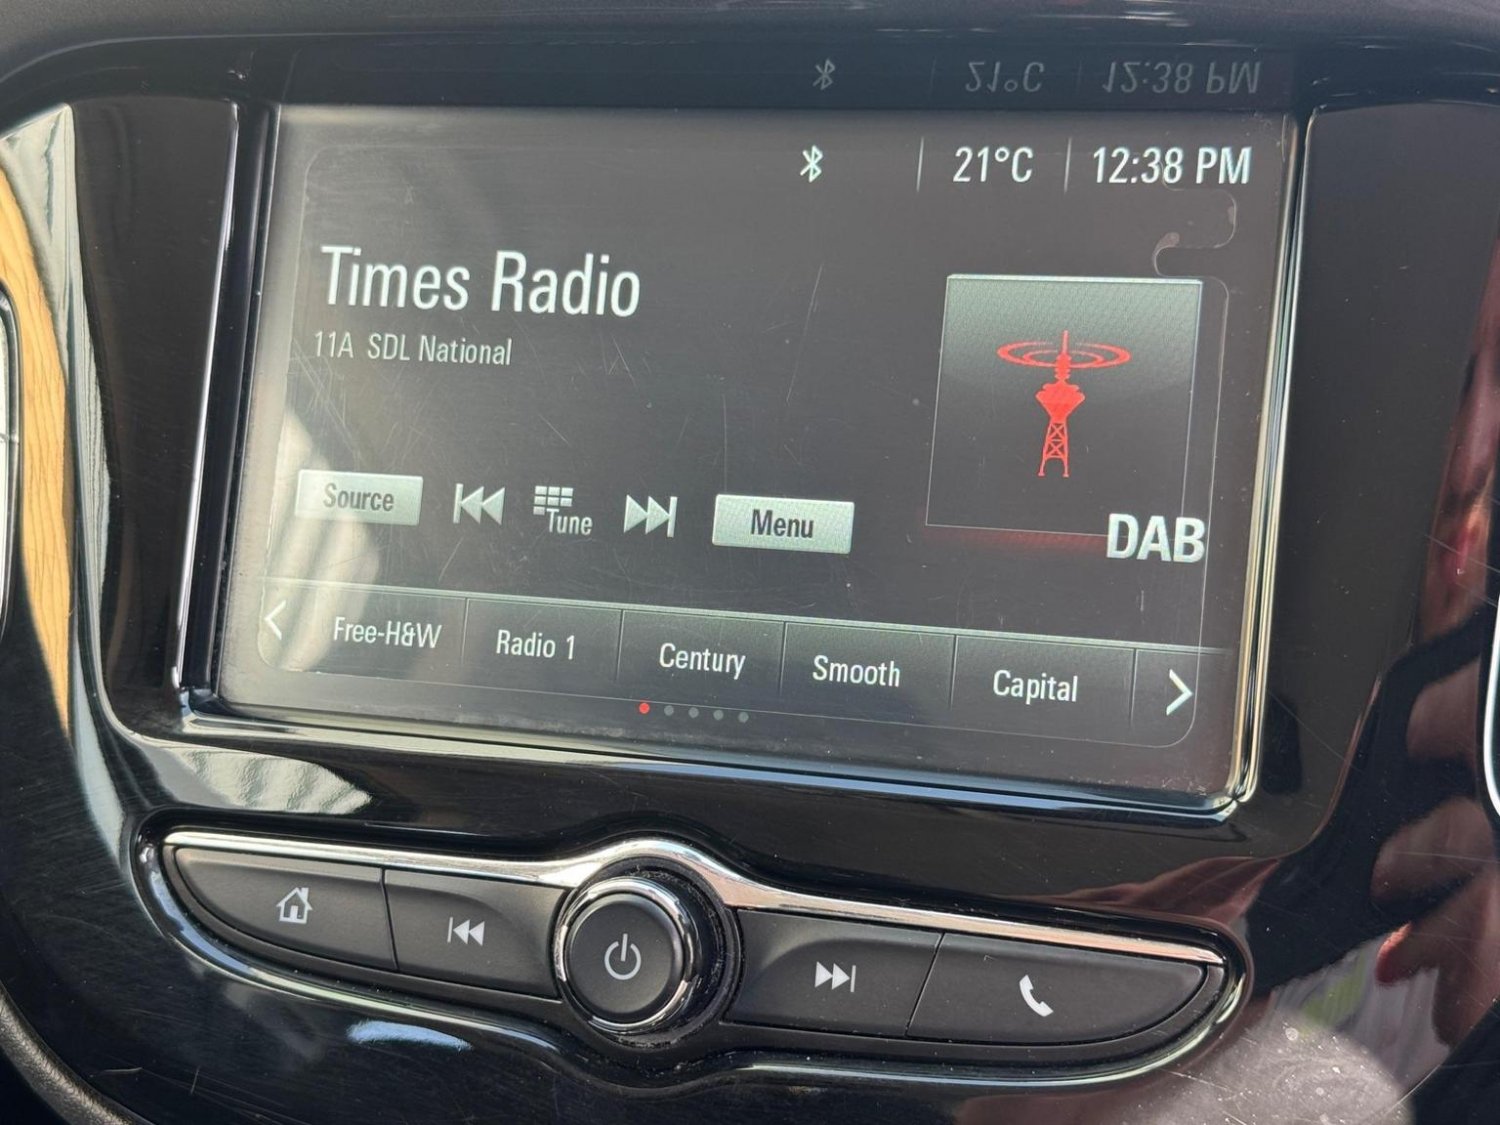 21°C 12:38 PM
Times Radio
11A SDL National
Source Tune Menu
DAB
Free-H&W Radio 1 Century Smooth Capital